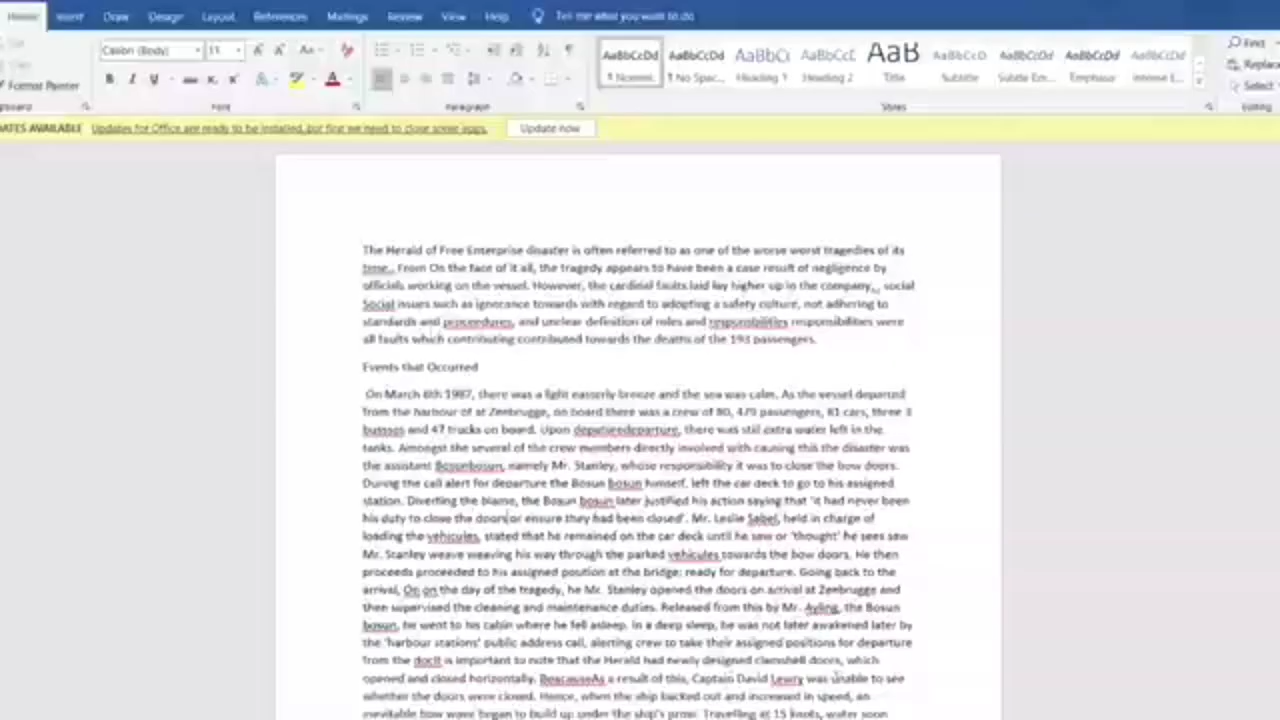 Home Insert Draw Design Layout References Mailings Review View Help Tell me what you want to do
Calibri (Body) 11 Aa AaBbCcDd AaBbCcDd AaBbC AaBbCcD AaB AaBbCcD AaBbCcDd AaBbCcDd AaBbCcDd Find
Replace
Format Painter B I U ab ¶ Normal ¶ No Spac... Heading 1 Heading 2 Title Subtitle Subtle Em... Emphasis Intense E... Select
Font Paragraph Styles Editing
ATES AVAILABLE Updates for Office are ready to be installed, but first we need to close some apps. Update now
The Herald of Free Enterprise disaster is often referred to as one of the worse worst tragedies of its
time.. From On the face of it all, the tragedy appears to have been a case result of negligence by
officials working on the vessel. However, the cardinal faults laid lay higher up in the company,, social
Social issues such as ignorance towards with regard to adopting a safety culture, not adhering to
standards and proceedures, and unclear definition of roles and responsbilities responsibilities were
all faults which contributing contributed towards the deaths of the 193 passengers.
Events that Occurred
On March 6th 1987, there was a light easterly breeze and the sea was calm. As the vessel departed
from the harbour of at Zeebrugge, on board there was a crew of 80, 479 passengers, 81 cars, three 3
bussses and 47 trucks on board. Upon deputuredeparture, there was still extra water left in the
tanks. Amongst the several of the crew members directly involved with causing this the disaster was
the assistant Bosunbosun, namely Mr. Stanley, whose responsibility it was to close the bow doors.
During the call alert for departure the Bosun bosun himself, left the car deck to go to his assigned
station. Diverting the blame, the Bosun bosun later justified his action saying that 'it had never been
his duty to close the doors or ensure they had been closed'. Mr. Leslie Sabel, held in charge of
loading the vehicules, stated that he remained on the car deck until he saw or 'thought' he sees saw
Mr. Stanley weave weaving his way through the parked vehicules towards the bow doors. He then
proceeds proceeded to his assigned position at the bridge; ready for departure. Going back to the
arrival, On on the day of the tragedy, he Mr. Stanley opened the doors on arrival at Zeebrugge and
then supervised the cleaning and maintenance duties. Released from this by Mr. Ayling, the Bosun
bosun, he went to his cabin where he fell asleep. In a deep sleep, he was not later awakened later by
the 'harbour stations' public address call, alerting crew to take their assigned positions for departure
from the docIt is important to note that the Herald had newly designed clamshell doors, which
opened and closed horizontally. BeacauseAs a result of this, Captain David Lewry was unable to see
whether the doors were closed. Hence, when the ship backed out and increased in speed, an
inevitable bow wave began to build up under the ship's prow. Travelling at 15 knots, water soon